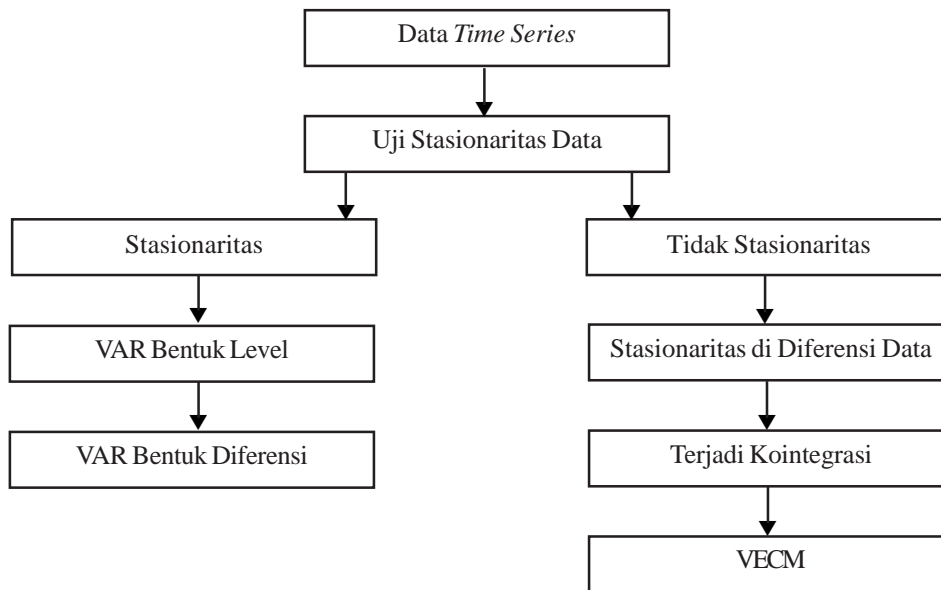 Data Time Series
Uji Stasionaritas Data
Stasionaritas
Tidak Stasionaritas
VAR Bentuk Level
Stasionaritas di Diferensi Data
VAR Bentuk Diferensi
Terjadi Kointegrasi
VECM